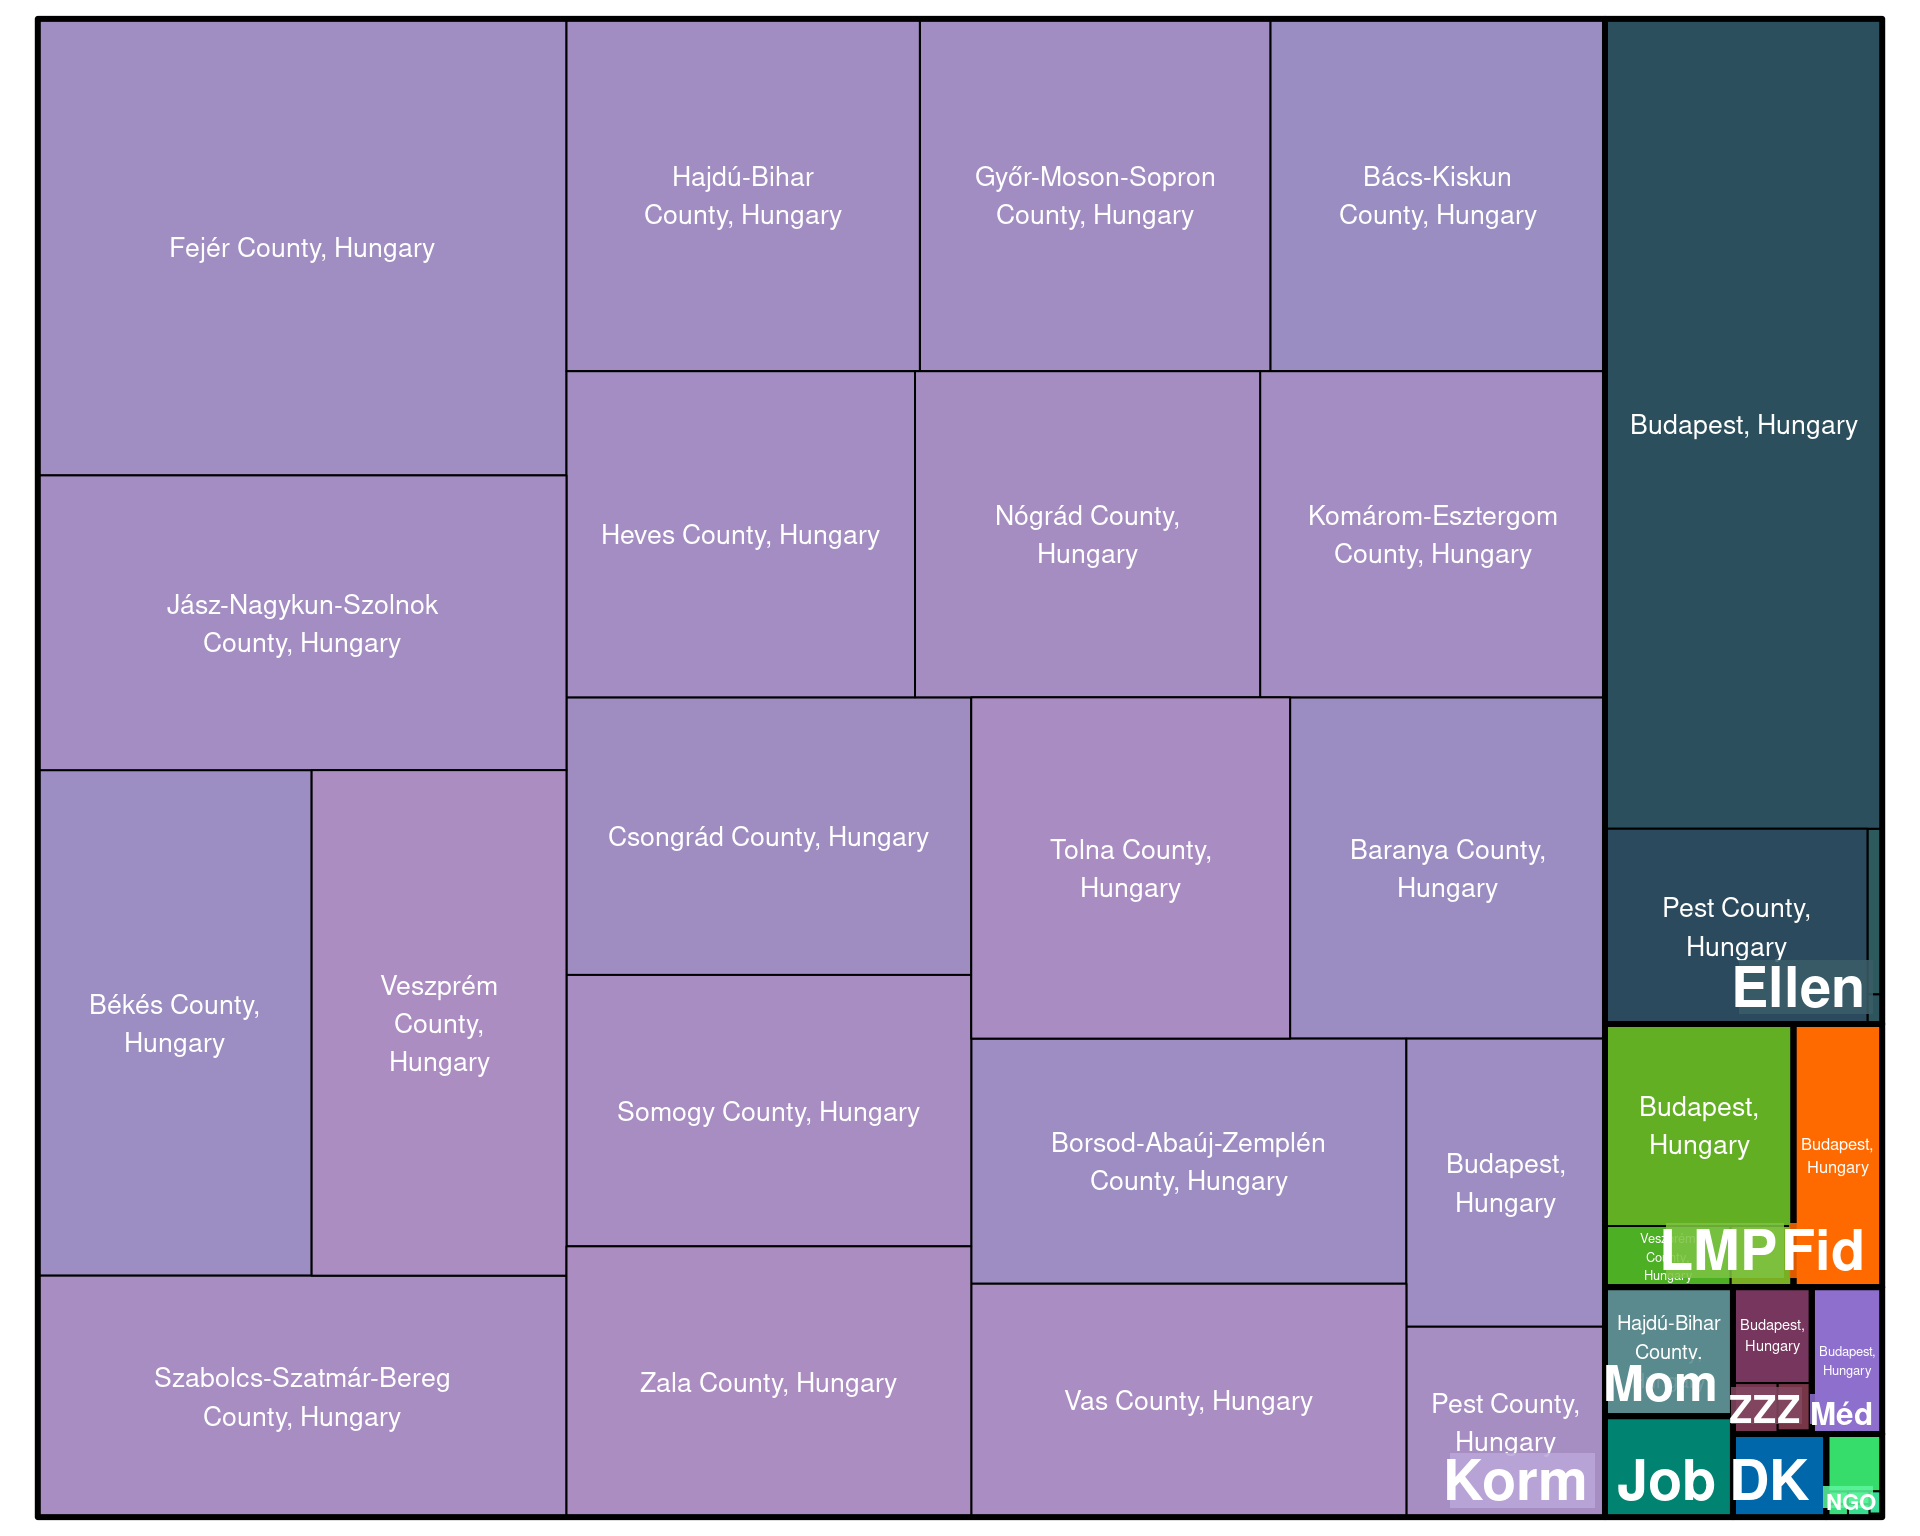 Fejér County, Hungary
Hajdú-Bihar
County, Hungary
Győr-Moson-Sopron
County, Hungary
Bács-Kiskun
County, Hungary
Budapest, Hungary
Jász-Nagykun-Szolnok
County, Hungary
Heves County, Hungary
Nógrád County,
Hungary
Komárom-Esztergom
County, Hungary
Békés County,
Hungary
Veszprém
County,
Hungary
Csongrád County, Hungary
Tolna County,
Hungary
Baranya County,
Hungary
Pest County,
Hungary
Ellen
Somogy County, Hungary
Borsod-Abaúj-Zemplén
County, Hungary
Budapest,
Hungary
Budapest,
Hungary
Budapest,
Hungary
Veszprém
County,
Hungary
LMP
Fid
Szabolcs-Szatmár-Bereg
County, Hungary
Zala County, Hungary
Vas County, Hungary
Pest County,
Hungary
Korm
Hajdú-Bihar
County,
Mom
Budapest,
Hungary
ZZZ
Budapest,
Hungary
Méd
Job
DK
NGO